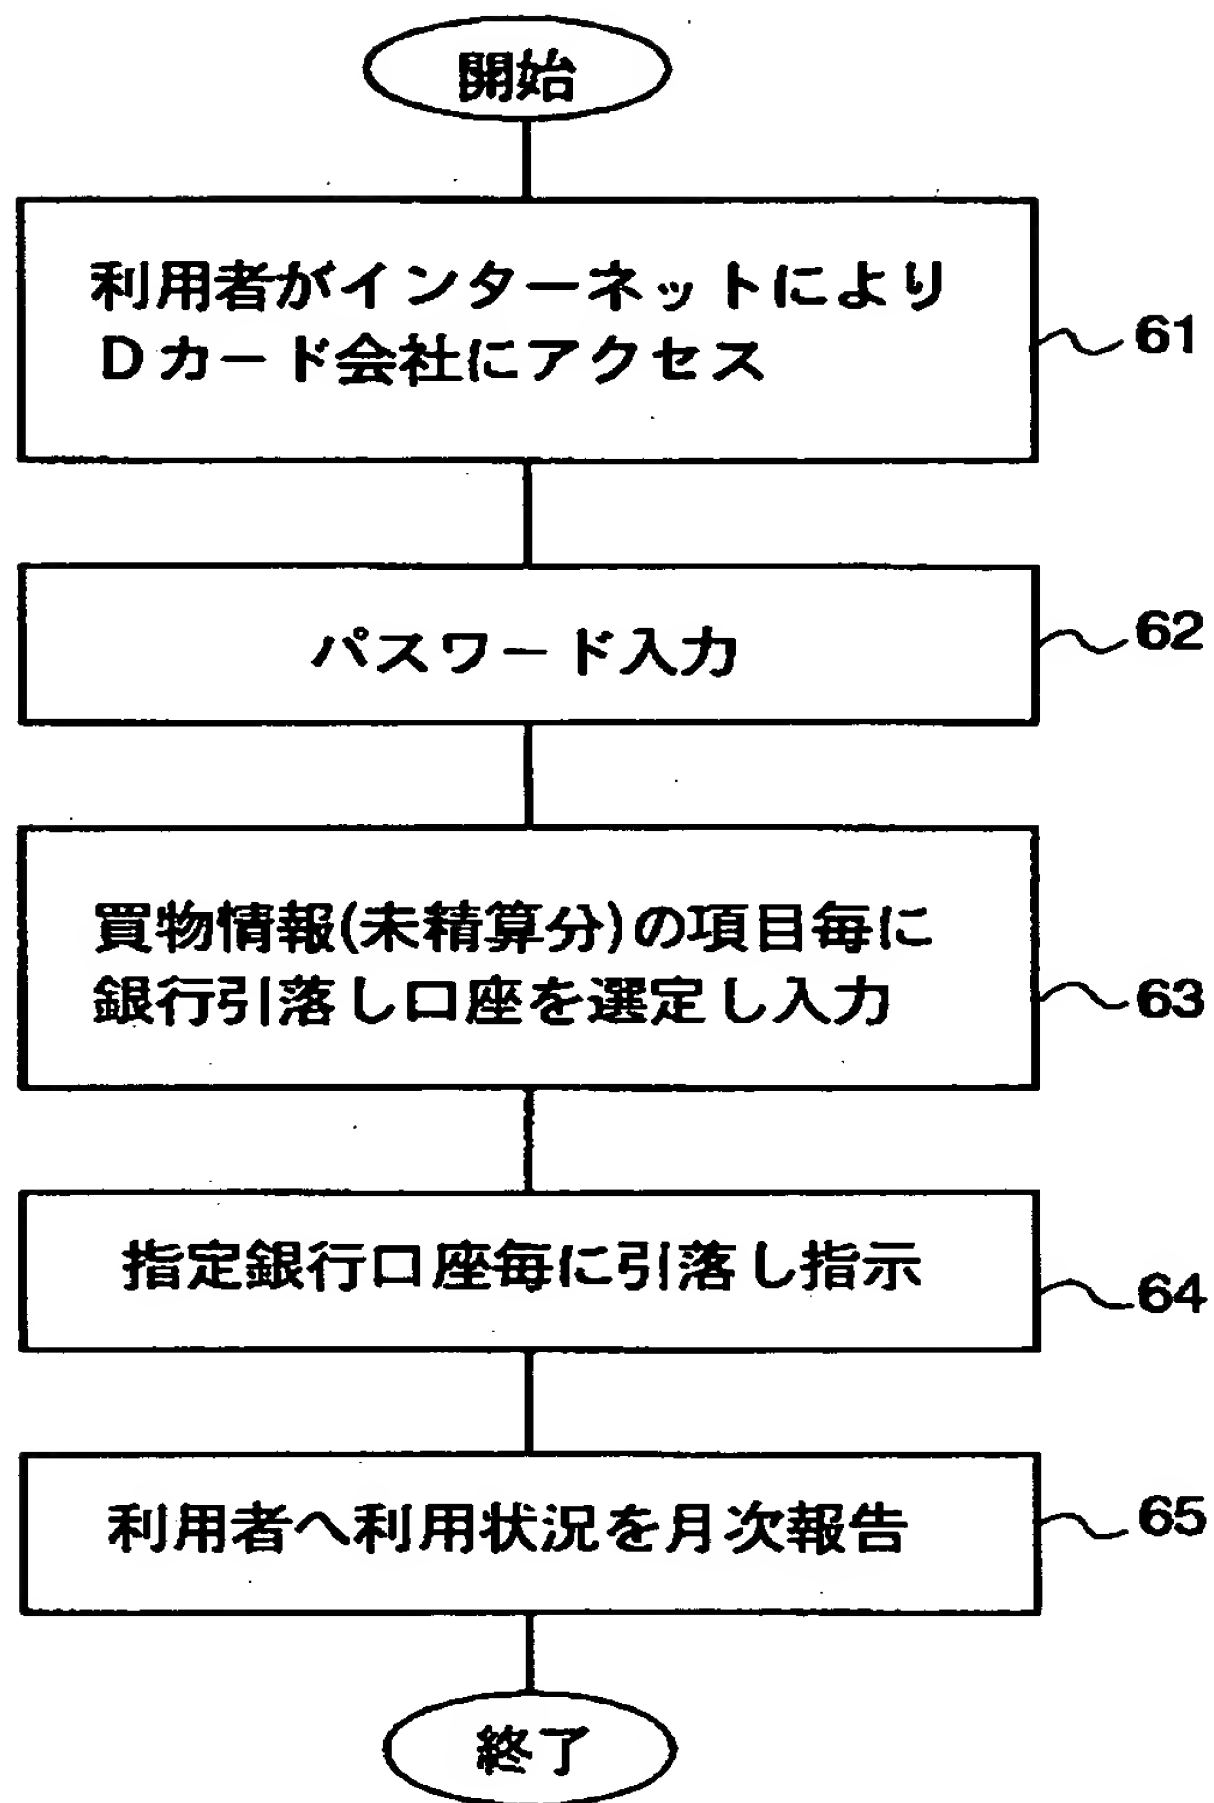 開始
利用者がインターネットにより
Dカード会社にアクセス
61
パスワード入力
62
買物情報(未精算分)の項目毎に
銀行引落し口座を選定し入力
63
指定銀行口座毎に引落し指示
64
利用者へ利用状況を月次報告
65
終了